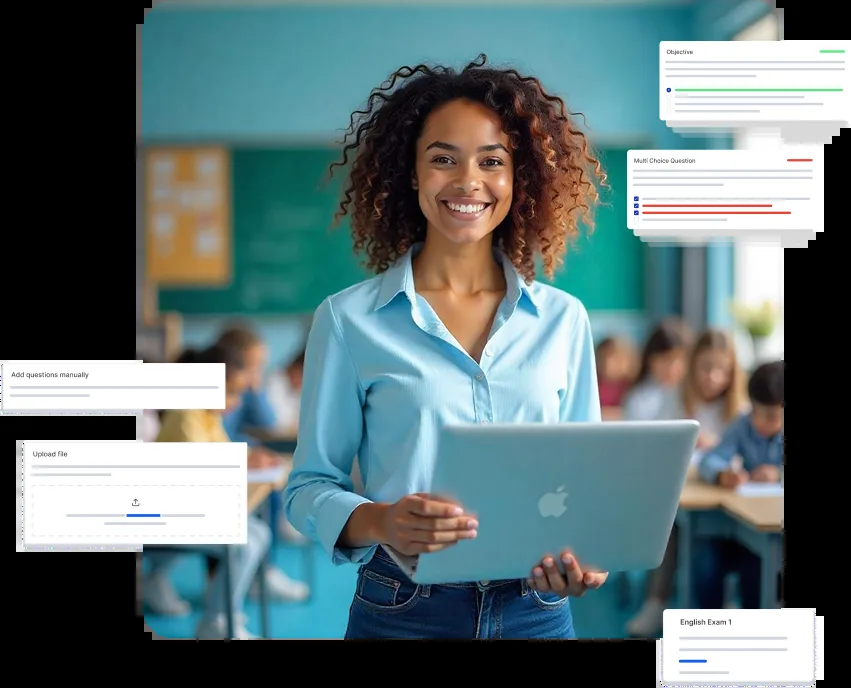 Objective
Multi Choice Question
Add questions manually
Upload file
English Exam 1